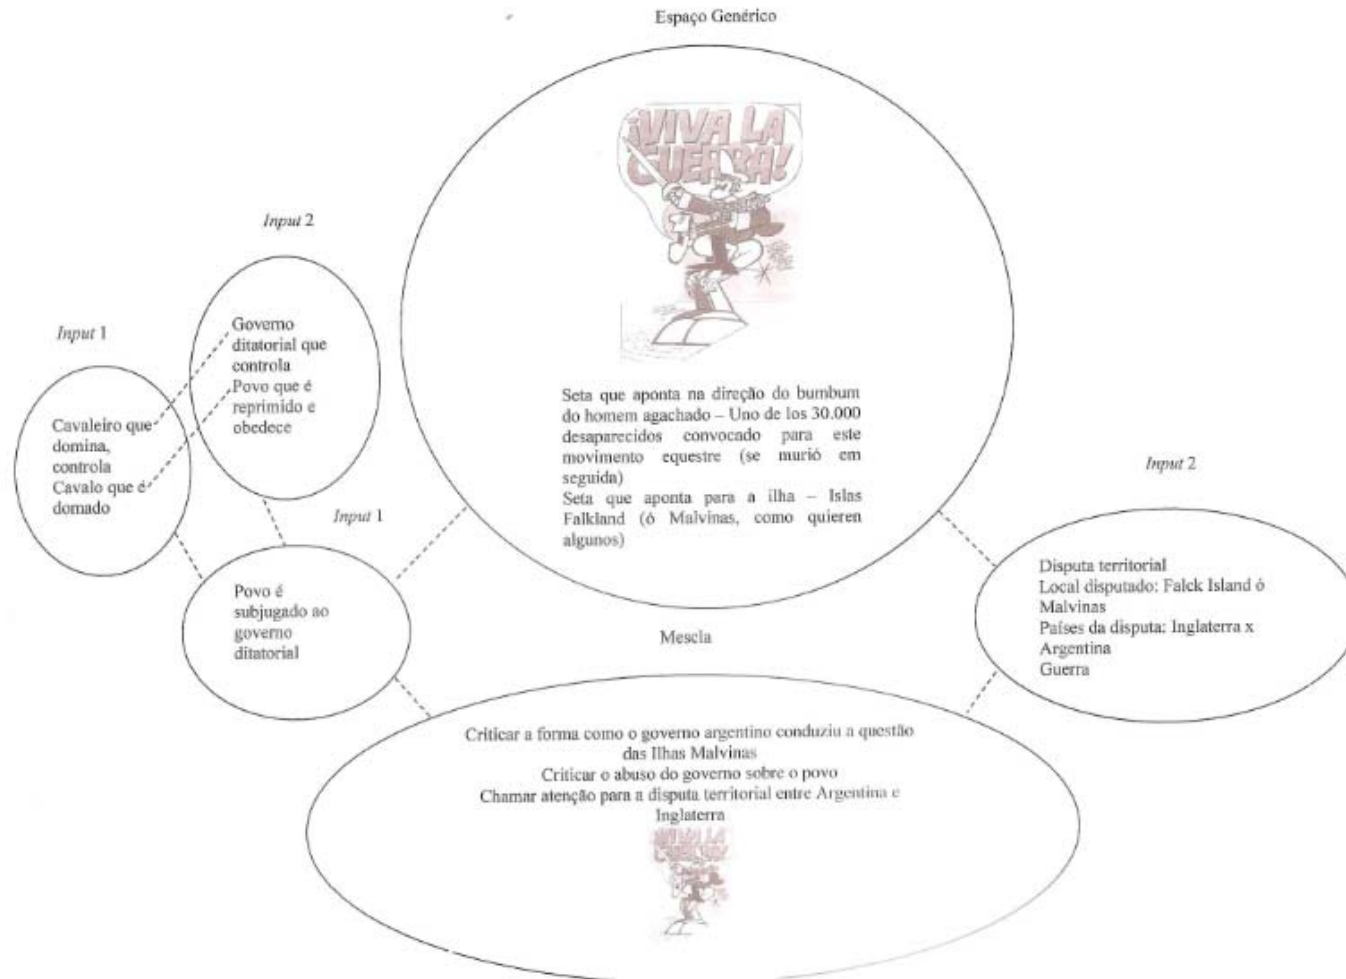 Espaço Genérico
¡VIVA LA
GUERRA!
Seta que aponta na direção do bumbum
do homem agachado – Uno de los 30.000
desaparecidos convocado para este
movimento equestre (se murió em
seguida)
Seta que aponta para a ilha – Islas
Falkland (ó Malvinas, como quieren
algunos)
Input 2
Governo
ditatorial que
controla
Povo que é
reprimido e
obedece
Input 1
Cavaleiro que
domina,
controla
Cavalo que é
domado
Input 1
Povo é
subjugado ao
governo
ditatorial
Input 2
Disputa territorial
Local disputado: Falck Island ó
Malvinas
Países da disputa: Inglaterra x
Argentina
Guerra
Mescla
Criticar a forma como o governo argentino conduziu a questão
das Ilhas Malvinas
Criticar o abuso do governo sobre o povo
Chamar atenção para a disputa territorial entre Argentina e
Inglaterra
¡VIVA LA
GUERRA!